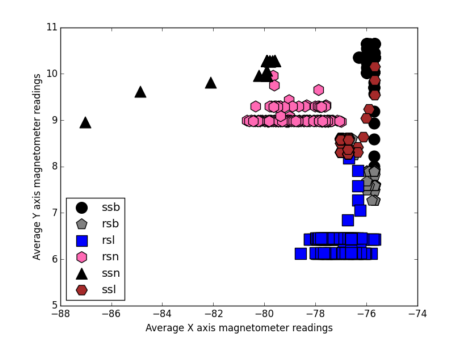 11
10
9
8
7
6
5
−88
−86
−84
−82
−80
−78
−76
−74
Average Y axis magnetometer readings
Average X axis magnetometer readings
ssb
rsb
rsl
rsn
ssn
ssl